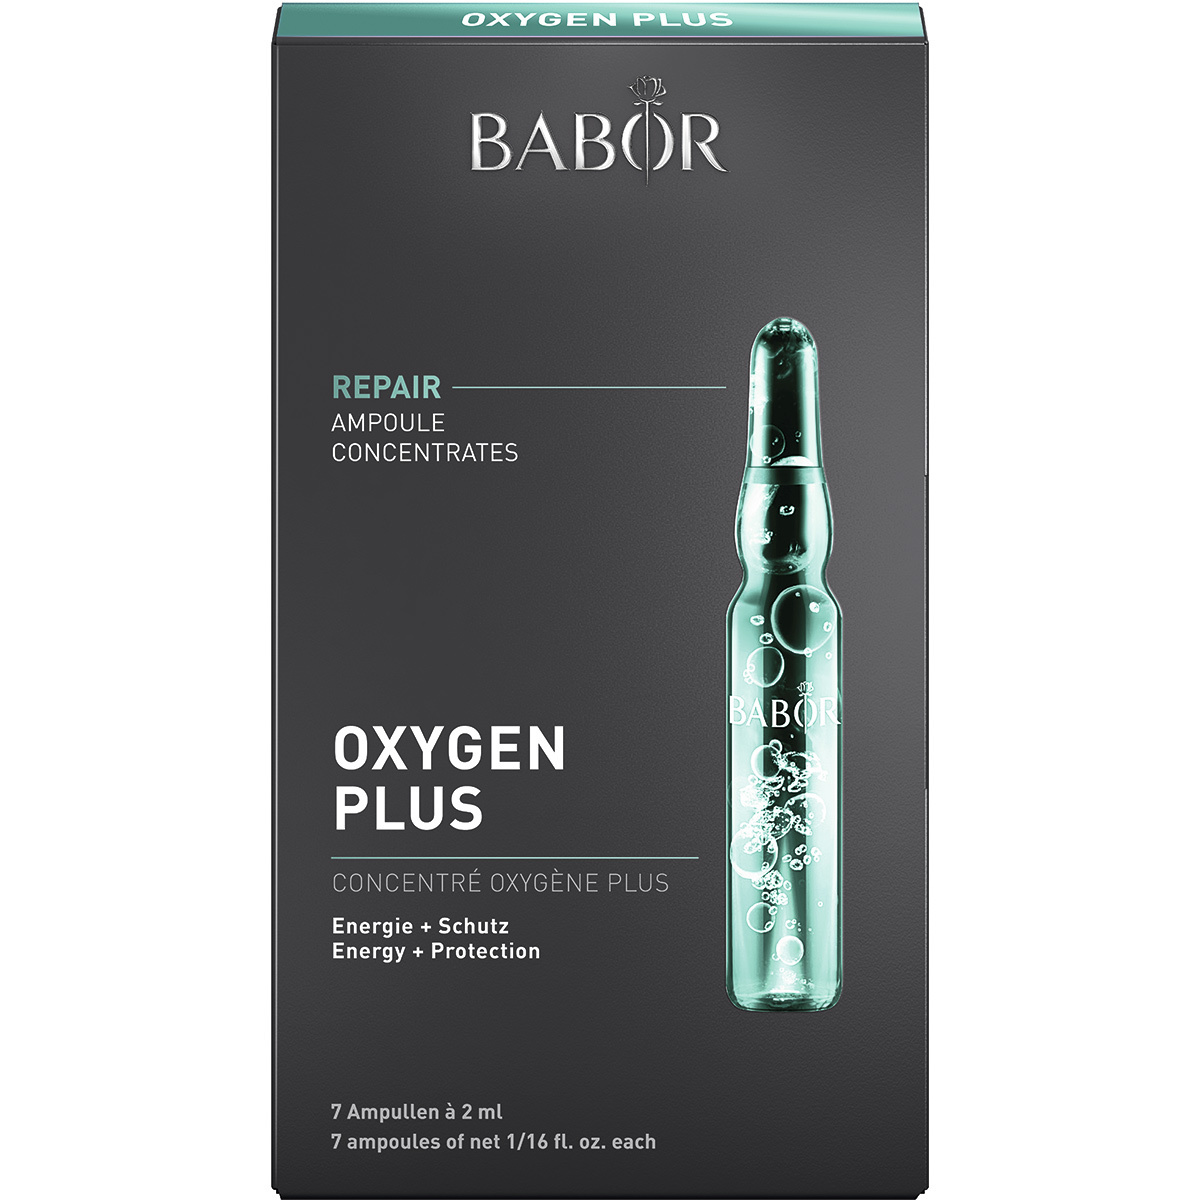 OXYGEN PLUS
BABOR
REPAIR
AMPOULE
CONCENTRATES
BABOR
OXYGEN
PLUS
CONCENTRÉ OXYGÈNE PLUS
Energie + Schutz
Energy + Protection
7 Ampullen à 2 ml
7 ampoules of net 1/16 fl. oz. each